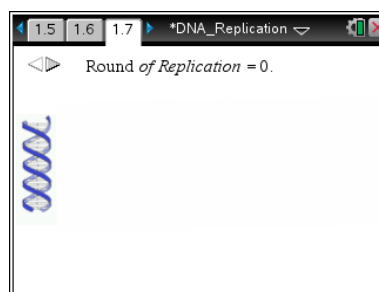 1.5 1.6 1.7 *DNA_Replication
Round of Replication = 0.